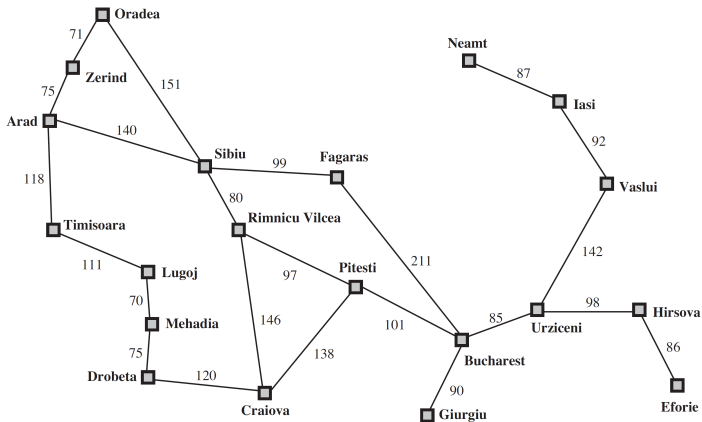 Oradea
71
Neamt
Zerind
87
151
75
Iasi
Arad
140
92
Sibiu
Fagaras
99
118
Vaslui
80
Timisoara
Rimnicu Vilcea
142
111
211
Lugoj
97
Pitesti
70
98
Hirsova
146
85
Mehadia
101
Urziceni
138
86
75
Bucharest
120
Drobeta
90
Craiova
Giurgiu
Eforie